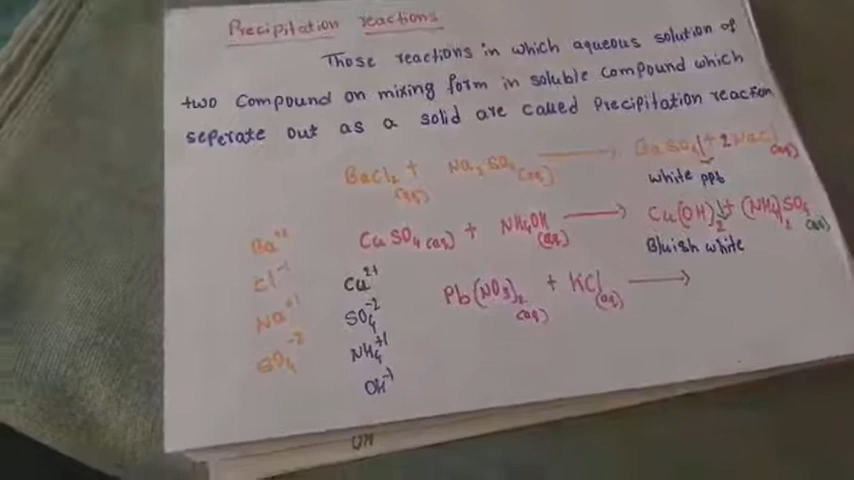 Precipitation reactions
Those reactions in which aqueous solution of
two Compound on mixing form in soluble Compound which
seperate out as a solid are called Precipitation reaction
BaCl₂(aq) + Na₂SO₄(aq) → BaSO₄↓ + 2NaCl(aq)
white ppt
CuSO₄(aq) + NH₄OH(aq) → Cu(OH)₂↓ + (NH₄)₂SO₄(aq)
Bluish white
Pb(NO₃)₂(aq) + KCl(aq) →
Ba⁺²
Cl⁻¹
Na⁺¹
SO₄⁻²
Cu²⁺
SO₄⁻²
NH₄⁺¹
OH⁻¹